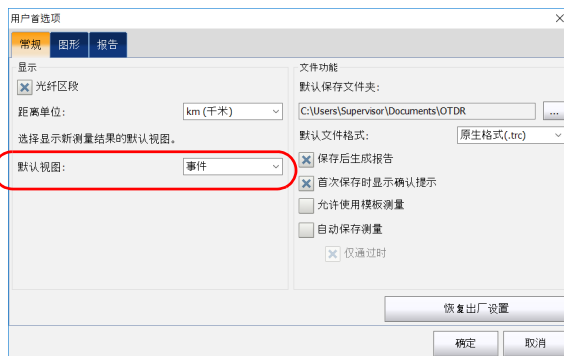 用户首选项
常规 图形 报告
显示
光纤区段
距离单位: km (千米)
选择显示新测量结果的默认视图。
默认视图: 事件
文件功能
默认保存文件夹:
C:\Users\Supervisor\Documents\OTDR ...
默认文件格式: 原生格式(.trc)
保存后生成报告
首次保存时显示确认提示
允许使用模板测量
自动保存测量
仅通过时
恢复出厂设置
确定 取消